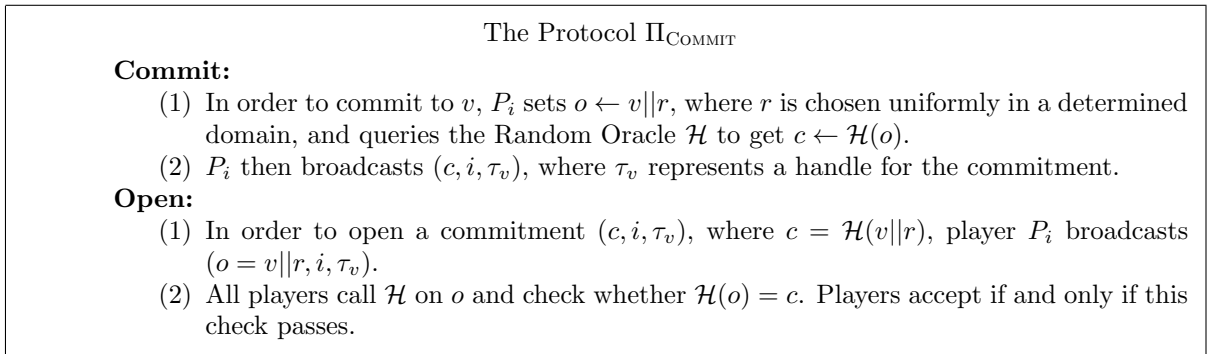 The Protocol Π_COMMIT
Commit:
(1) In order to commit to v, P_i sets o ← v||r, where r is chosen uniformly in a determined
domain, and queries the Random Oracle ℋ to get c ← ℋ(o).
(2) P_i then broadcasts (c, i, τ_v), where τ_v represents a handle for the commitment.
Open:
(1) In order to open a commitment (c, i, τ_v), where c = ℋ(v||r), player P_i broadcasts
(o = v||r, i, τ_v).
(2) All players call ℋ on o and check whether ℋ(o) = c. Players accept if and only if this
check passes.